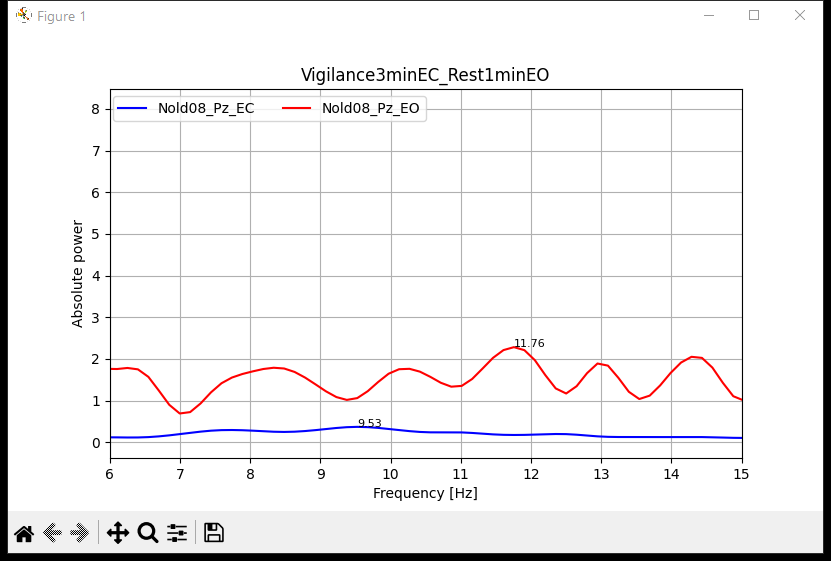 Figure 1
Vigilance3minEC_Rest1minEO
Nold08_Pz_EC Nold08_Pz_EO
8
7
6
5
4
3
2
1
0
Absolute power
11.76
9.53
6 7 8 9 10 11 12 13 14 15
Frequency [Hz]